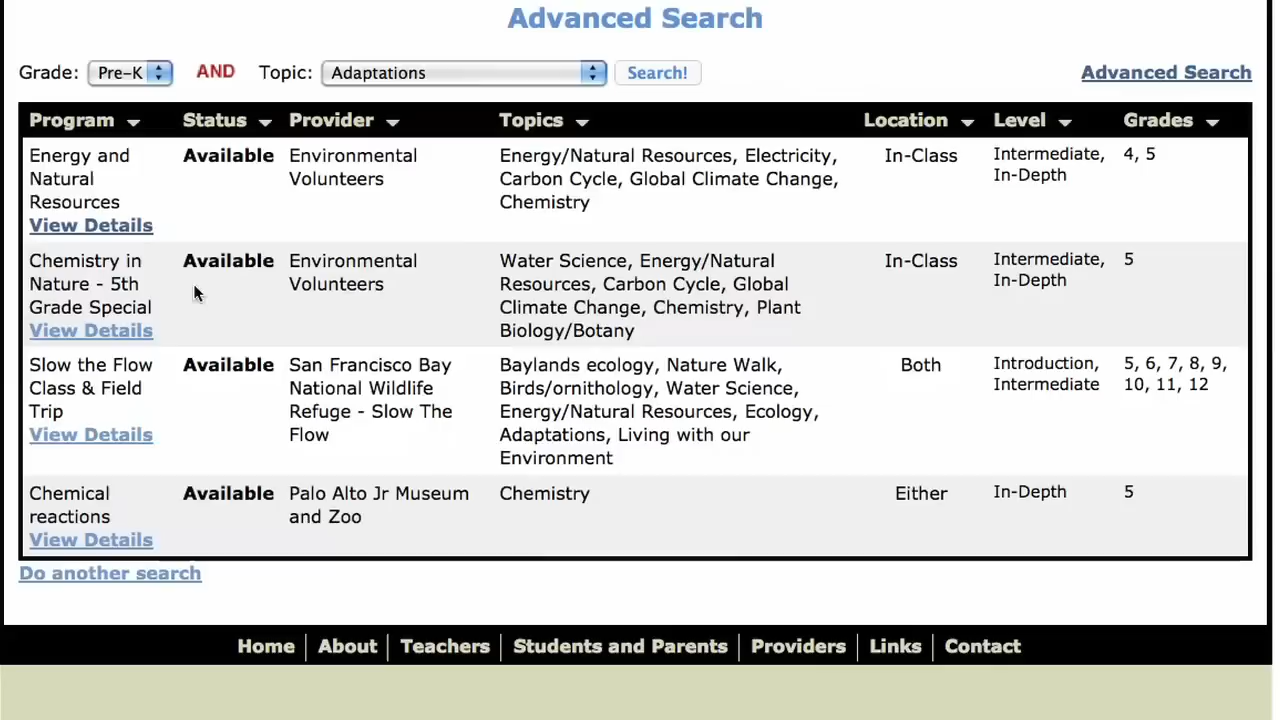 Advanced Search
Grade: Pre-K AND Topic: Adaptations Search! Advanced Search
Program Status Provider Topics Location Level Grades
Energy and Natural Resources
View Details
Available
Environmental Volunteers
Energy/Natural Resources, Electricity,
Carbon Cycle, Global Climate Change,
Chemistry
In-Class
Intermediate,
In-Depth
4, 5
Chemistry in
Nature - 5th
Grade Special
View Details
Available
Environmental
Volunteers
Water Science, Energy/Natural
Resources, Carbon Cycle, Global
Climate Change, Chemistry, Plant
Biology/Botany
In-Class
Intermediate,
In-Depth
5
Slow the Flow
Class & Field
Trip
View Details
Available
San Francisco Bay
National Wildlife
Refuge - Slow The
Flow
Baylands ecology, Nature Walk,
Birds/ornithology, Water Science,
Energy/Natural Resources, Ecology,
Adaptations, Living with our
Environment
Both
Introduction,
Intermediate
5, 6, 7, 8, 9,
10, 11, 12
Chemical
reactions
View Details
Available
Palo Alto Jr Museum
and Zoo
Chemistry
Either
In-Depth
5
Do another search
Home About Teachers Students and Parents Providers Links Contact